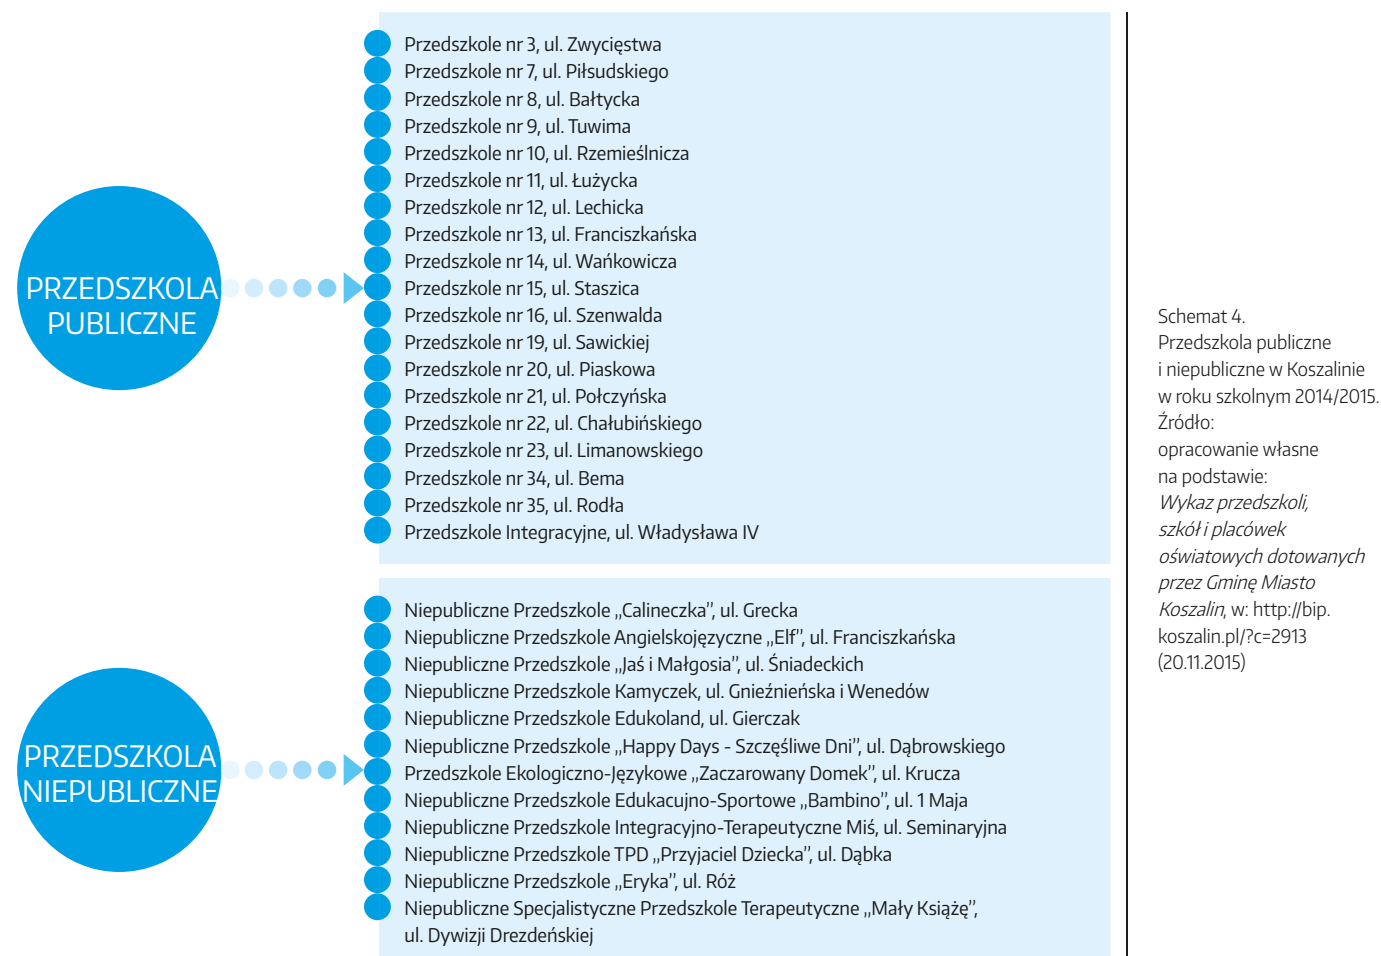 PRZEDSZKOLA
PUBLICZNE
Przedszkole nr 3, ul. Zwycięstwa
Przedszkole nr 7, ul. Piłsudskiego
Przedszkole nr 8, ul. Bałtycka
Przedszkole nr 9, ul. Tuwima
Przedszkole nr 10, ul. Rzemieślnicza
Przedszkole nr 11, ul. Łużycka
Przedszkole nr 12, ul. Lechicka
Przedszkole nr 13, ul. Franciszkańska
Przedszkole nr 14, ul. Wańkowicza
Przedszkole nr 15, ul. Staszica
Przedszkole nr 16, ul. Szenwalda
Przedszkole nr 19, ul. Sawickiej
Przedszkole nr 20, ul. Piaskowa
Przedszkole nr 21, ul. Połczyńska
Przedszkole nr 22, ul. Chałubińskiego
Przedszkole nr 23, ul. Limanowskiego
Przedszkole nr 34, ul. Bema
Przedszkole nr 35, ul. Rodła
Przedszkole Integracyjne, ul. Władysława IV
PRZEDSZKOLA
NIEPUBLICZNE
Niepubliczne Przedszkole „Calineczka”, ul. Grecka
Niepubliczne Przedszkole Angielskojęzyczne „Elf”, ul. Franciszkańska
Niepubliczne Przedszkole „Jaś i Małgosia”, ul. Śniadeckich
Niepubliczne Przedszkole Kamyczek, ul. Gnieźnieńska i Wenedów
Niepubliczne Przedszkole Edukoland, ul. Gierczak
Niepubliczne Przedszkole „Happy Days - Szczęśliwe Dni”, ul. Dąbrowskiego
Przedszkole Ekologiczno-Językowe „Zaczarowany Domek”, ul. Krucza
Niepubliczne Przedszkole Edukacujno-Sportowe „Bambino”, ul. 1 Maja
Niepubliczne Przedszkole Integracyjno-Terapeutyczne Miś, ul. Seminaryjna
Niepubliczne Przedszkole TPD „Przyjaciel Dziecka”, ul. Dąbka
Niepubliczne Przedszkole „Eryka”, ul. Róż
Niepubliczne Specjalistyczne Przedszkole Terapeutyczne „Mały Książę”,
ul. Dywizji Drezdeńskiej
Schemat 4.
Przedszkola publiczne
i niepubliczne w Koszalinie
w roku szkolnym 2014/2015.
Źródło:
opracowanie własne
na podstawie:
Wykaz przedszkoli,
szkół i placówek
oświatowych dotowanych
przez Gminę Miasto
Koszalin, w: http://bip.
koszalin.pl/?c=2913
(20.11.2015)